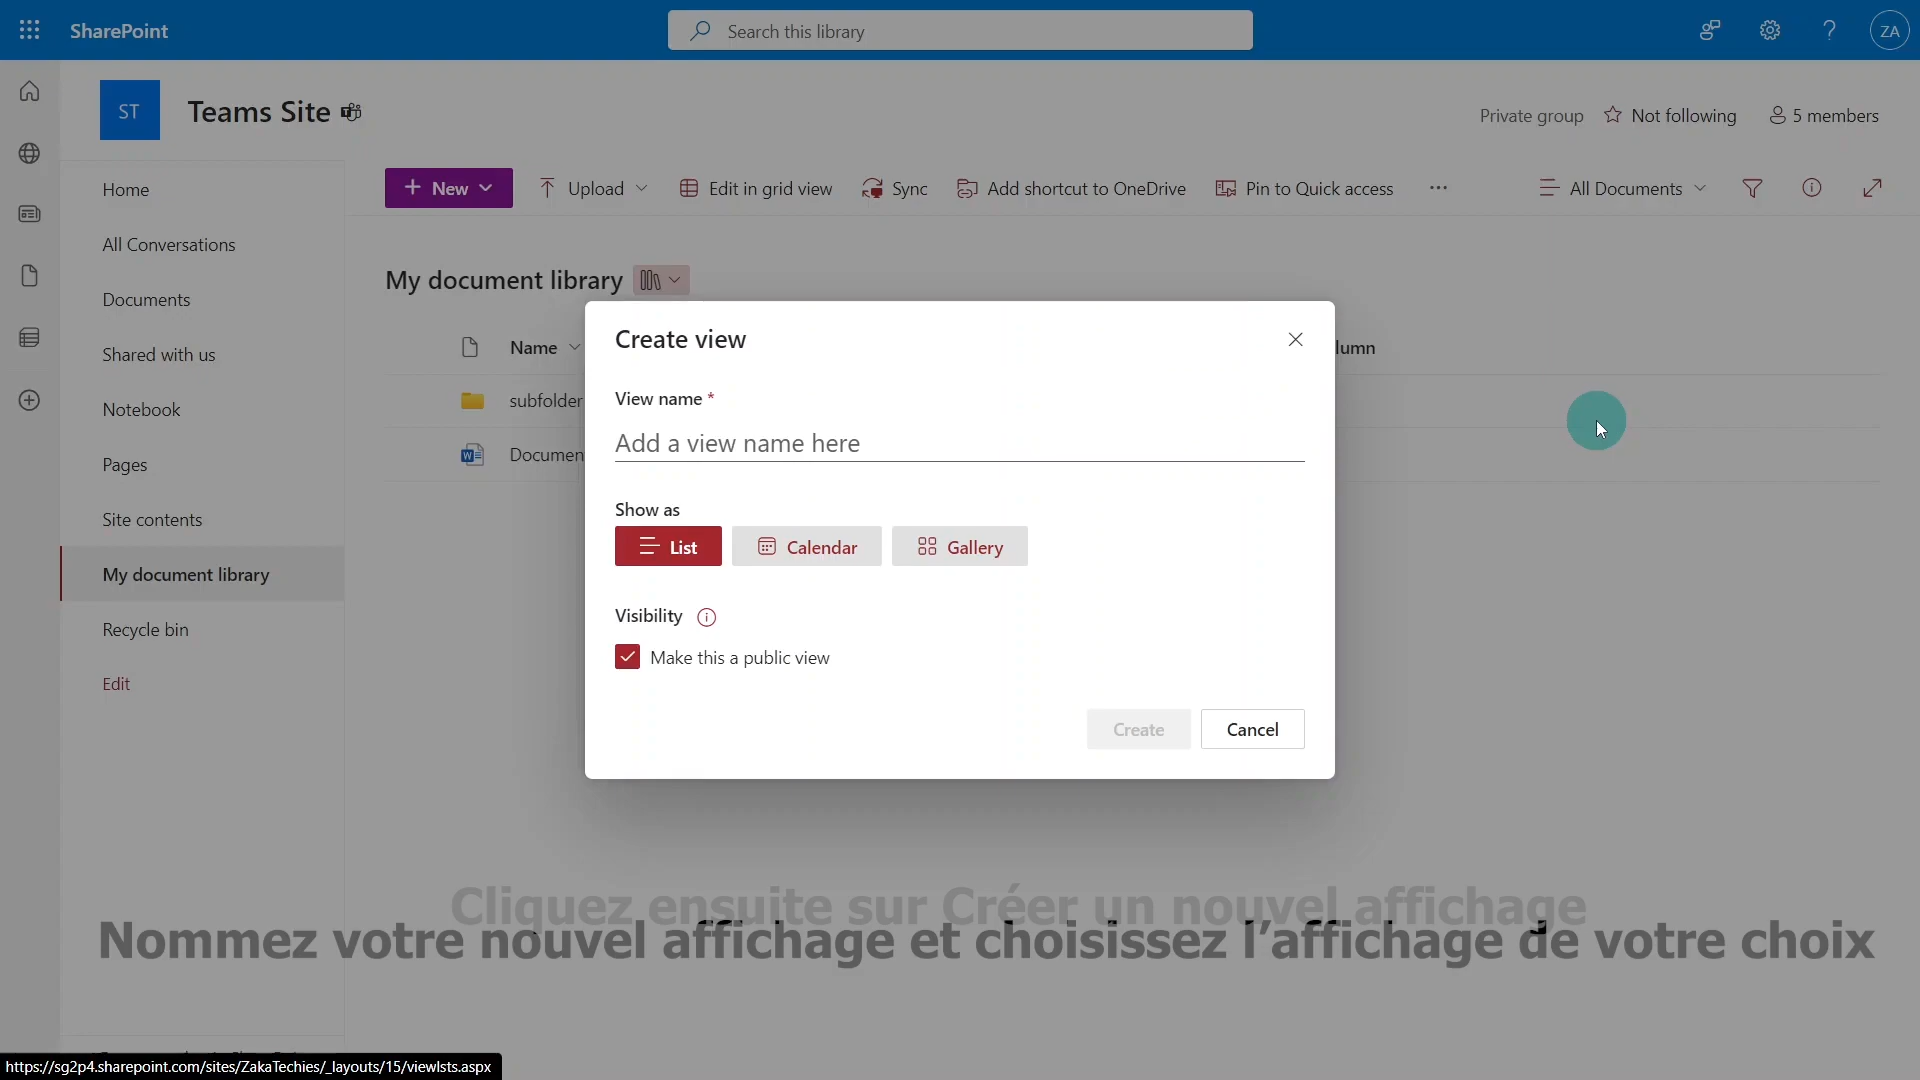 SharePoint
Search this library
ZA
ST
Teams Site
Private group
Not following
5 members
Home
All Conversations
Documents
Shared with us
Notebook
Pages
Site contents
My document library
Recycle bin
Edit
New
Upload
Edit in grid view
Sync
Add shortcut to OneDrive
Pin to Quick access
All Documents
My document library
Name
lumn
subfolder
Documen
Create view
View name *
Add a view name here
Show as
List
Calendar
Gallery
Visibility
Make this a public view
Create
Cancel
Cliquez ensuite sur Créer un nouvel affichage
Nommez votre nouvel affichage et choisissez l’affichage de votre choix
https://sg2p4.sharepoint.com/sites/ZakaTechies/_layouts/15/viewlsts.aspx